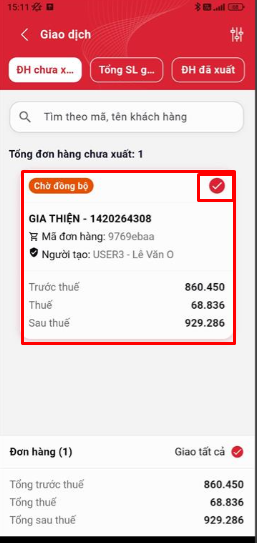 15:11
Giao dịch
ĐH chưa x...
Tổng SL g...
ĐH đã xuất
Tìm theo mã, tên khách hàng
Tổng đơn hàng chưa xuất: 1
Chờ đồng bộ
GIA THIỆN - 1420264308
Mã đơn hàng: 9769ebaa
Người tạo: USER3 - Lê Văn O
Trước thuế 860.450
Thuế 68.836
Sau thuế 929.286
Đơn hàng (1) Giao tất cả
Tổng trước thuế 860.450
Tổng thuế 68.836
Tổng sau thuế 929.286